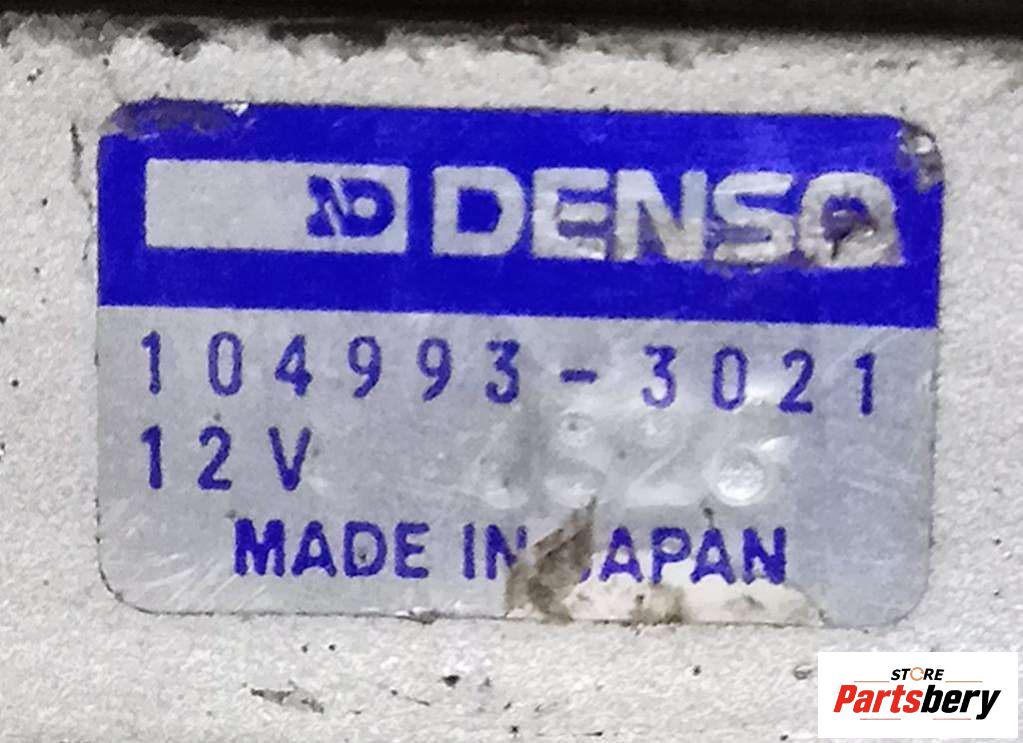 ND DENSO
104993-3021
12V
MADE IN JAPAN
STORE
Partsbery